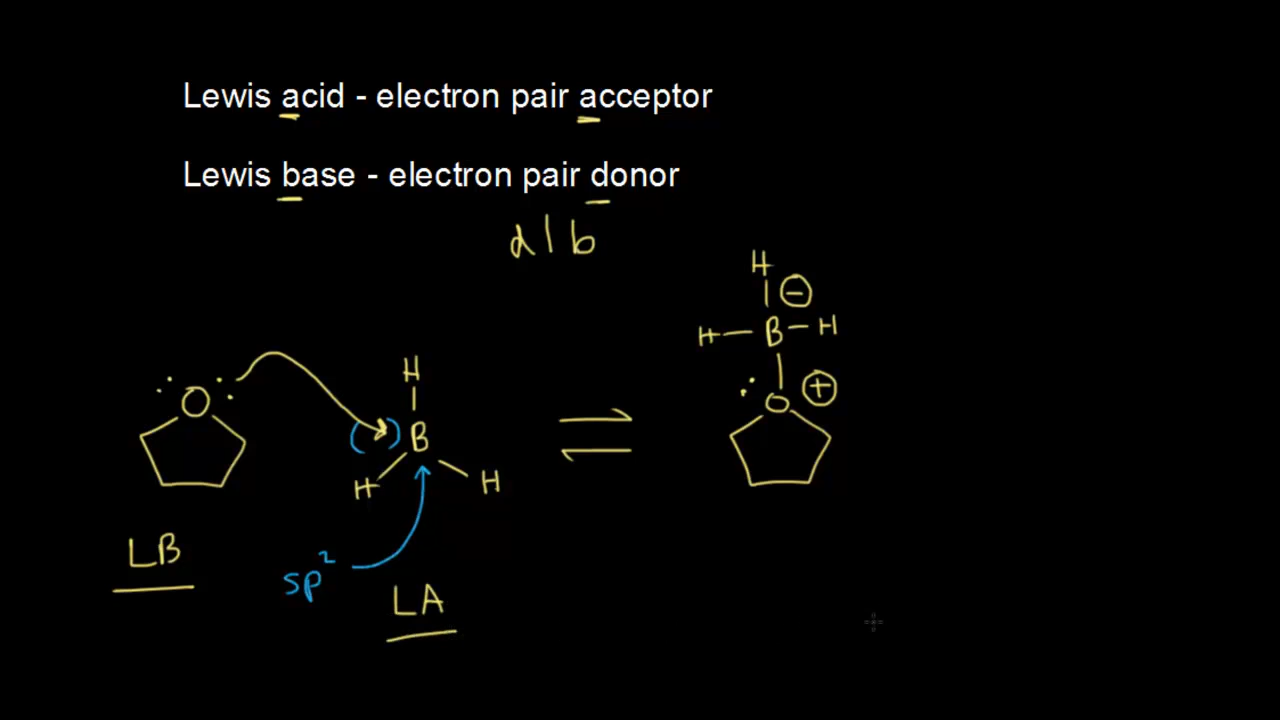 Lewis acid - electron pair acceptor
Lewis base - electron pair donor
d | b
H
⊖
H — B — H
H
O
B
O
⊕
H
H
LB
sp²
LA